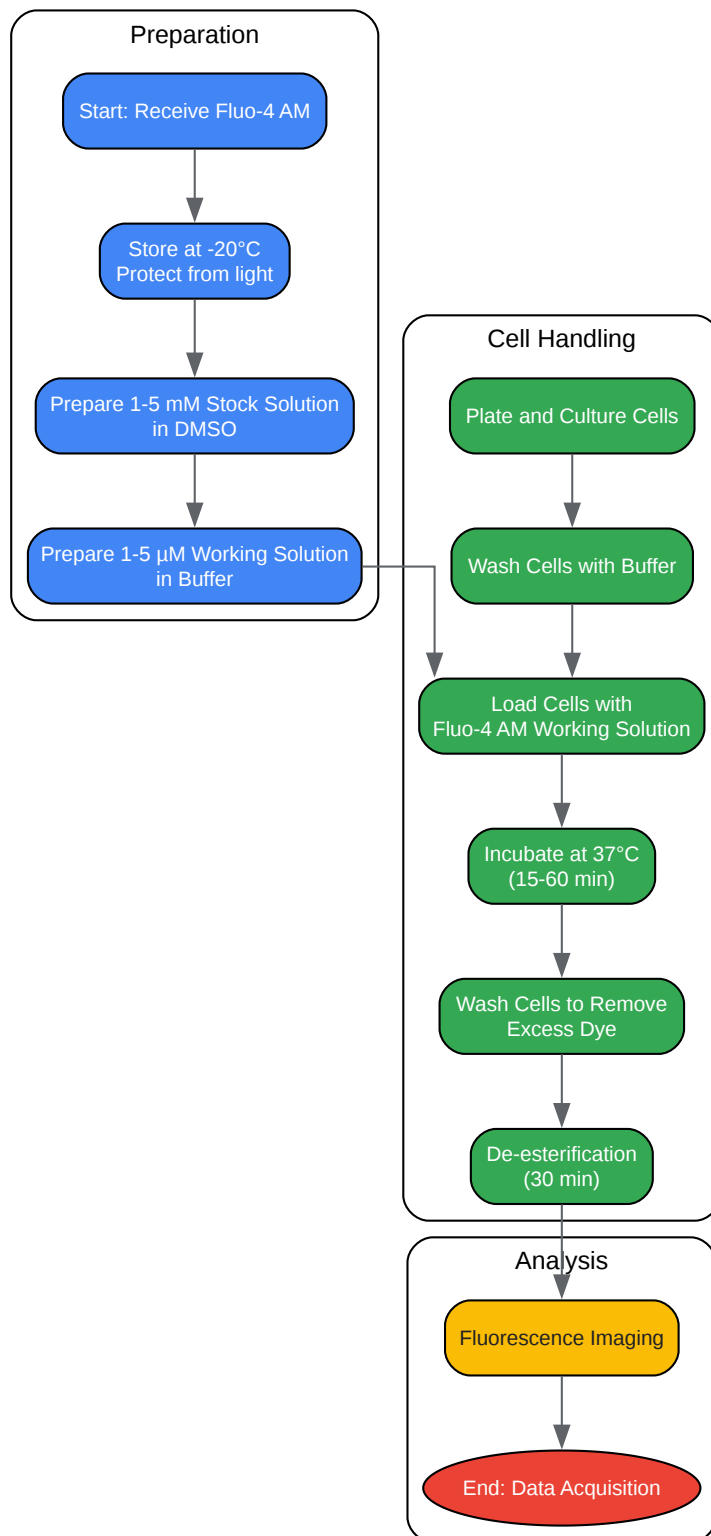 Preparation
Start: Receive Fluo-4 AM
Store at -20°C
Protect from light
Prepare 1-5 mM Stock Solution
in DMSO
Prepare 1-5 µM Working Solution
in Buffer
Cell Handling
Plate and Culture Cells
Wash Cells with Buffer
Load Cells with
Fluo-4 AM Working Solution
Incubate at 37°C
(15-60 min)
Wash Cells to Remove
Excess Dye
De-esterification
(30 min)
Analysis
Fluorescence Imaging
End: Data Acquisition